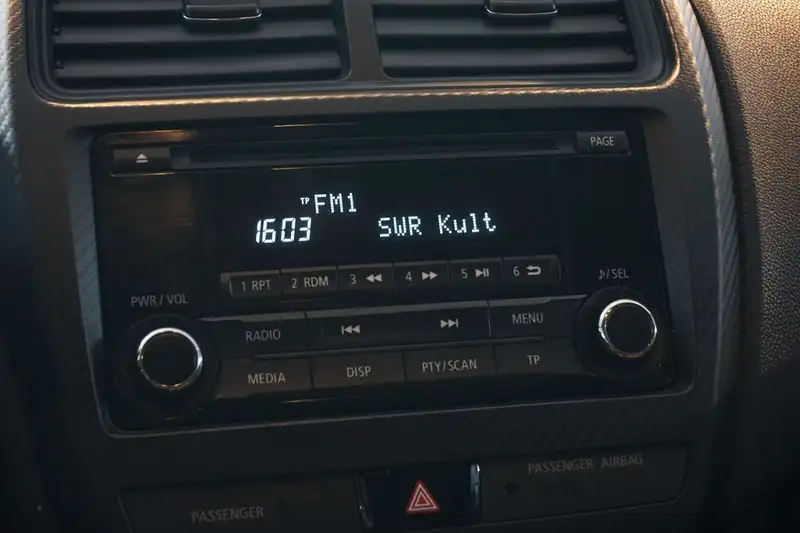 PAGE
TP FM1
1603 SWR Kult
1 RPT 2 RDM 3 4 5 6
PWR/VOL
♪/SEL
RADIO MENU
MEDIA DISP PTY/SCAN TP
PASSENGER
PASSENGER AIRBAG